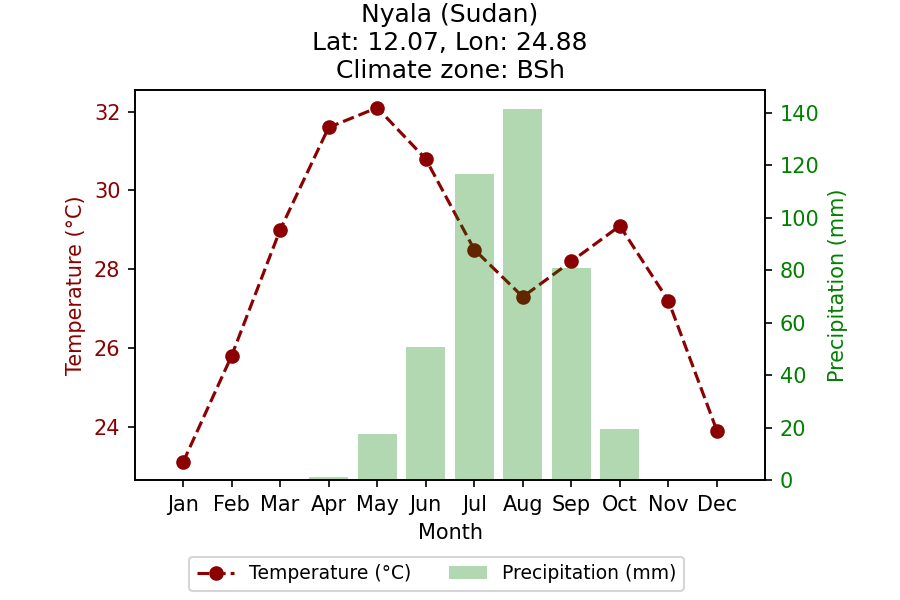 Nyala (Sudan)
Lat: 12.07, Lon: 24.88
Climate zone: BSh
32
30
28
26
24
Temperature (°C)
140
120
100
80
60
40
20
0
Precipitation (mm)
Jan Feb Mar Apr May Jun Jul Aug Sep Oct Nov Dec
Month
Temperature (°C) Precipitation (mm)